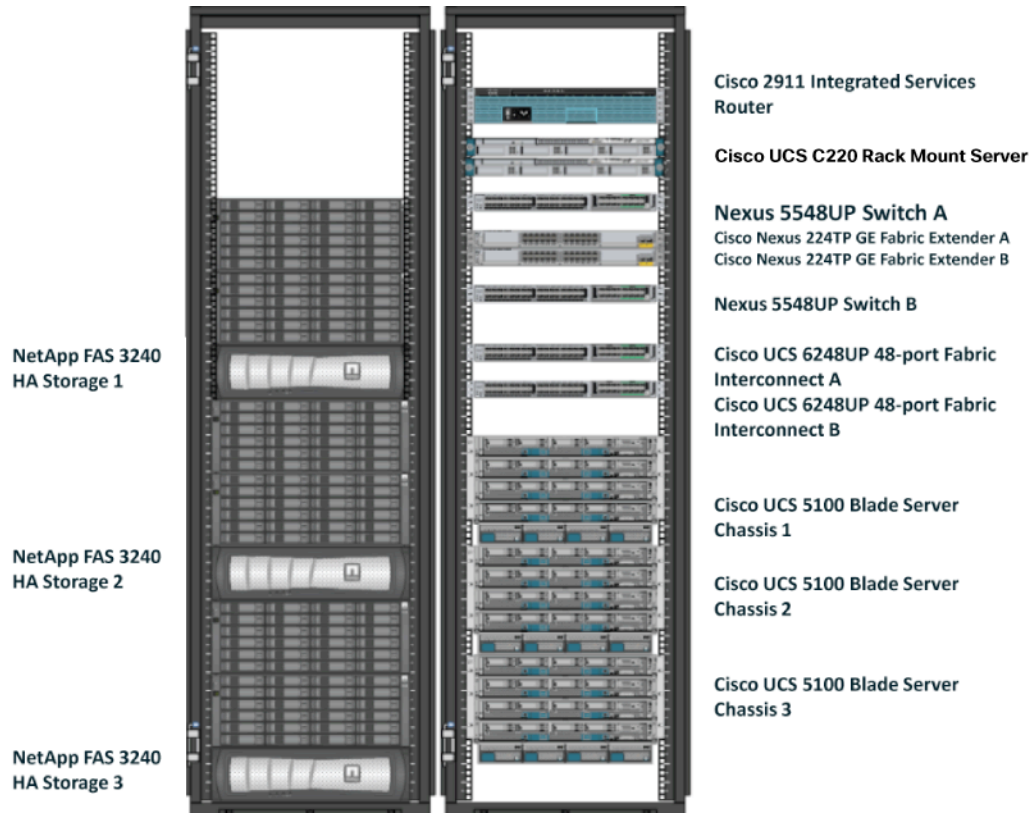 Cisco 2911 Integrated Services
Router
Cisco UCS C220 Rack Mount Server
Nexus 5548UP Switch A
Cisco Nexus 224TP GE Fabric Extender A
Cisco Nexus 224TP GE Fabric Extender B
Nexus 5548UP Switch B
NetApp FAS 3240
HA Storage 1
Cisco UCS 6248UP 48-port Fabric
Interconnect A
Cisco UCS 6248UP 48-port Fabric
Interconnect B
Cisco UCS 5100 Blade Server
Chassis 1
NetApp FAS 3240
HA Storage 2
Cisco UCS 5100 Blade Server
Chassis 2
Cisco UCS 5100 Blade Server
Chassis 3
NetApp FAS 3240
HA Storage 3